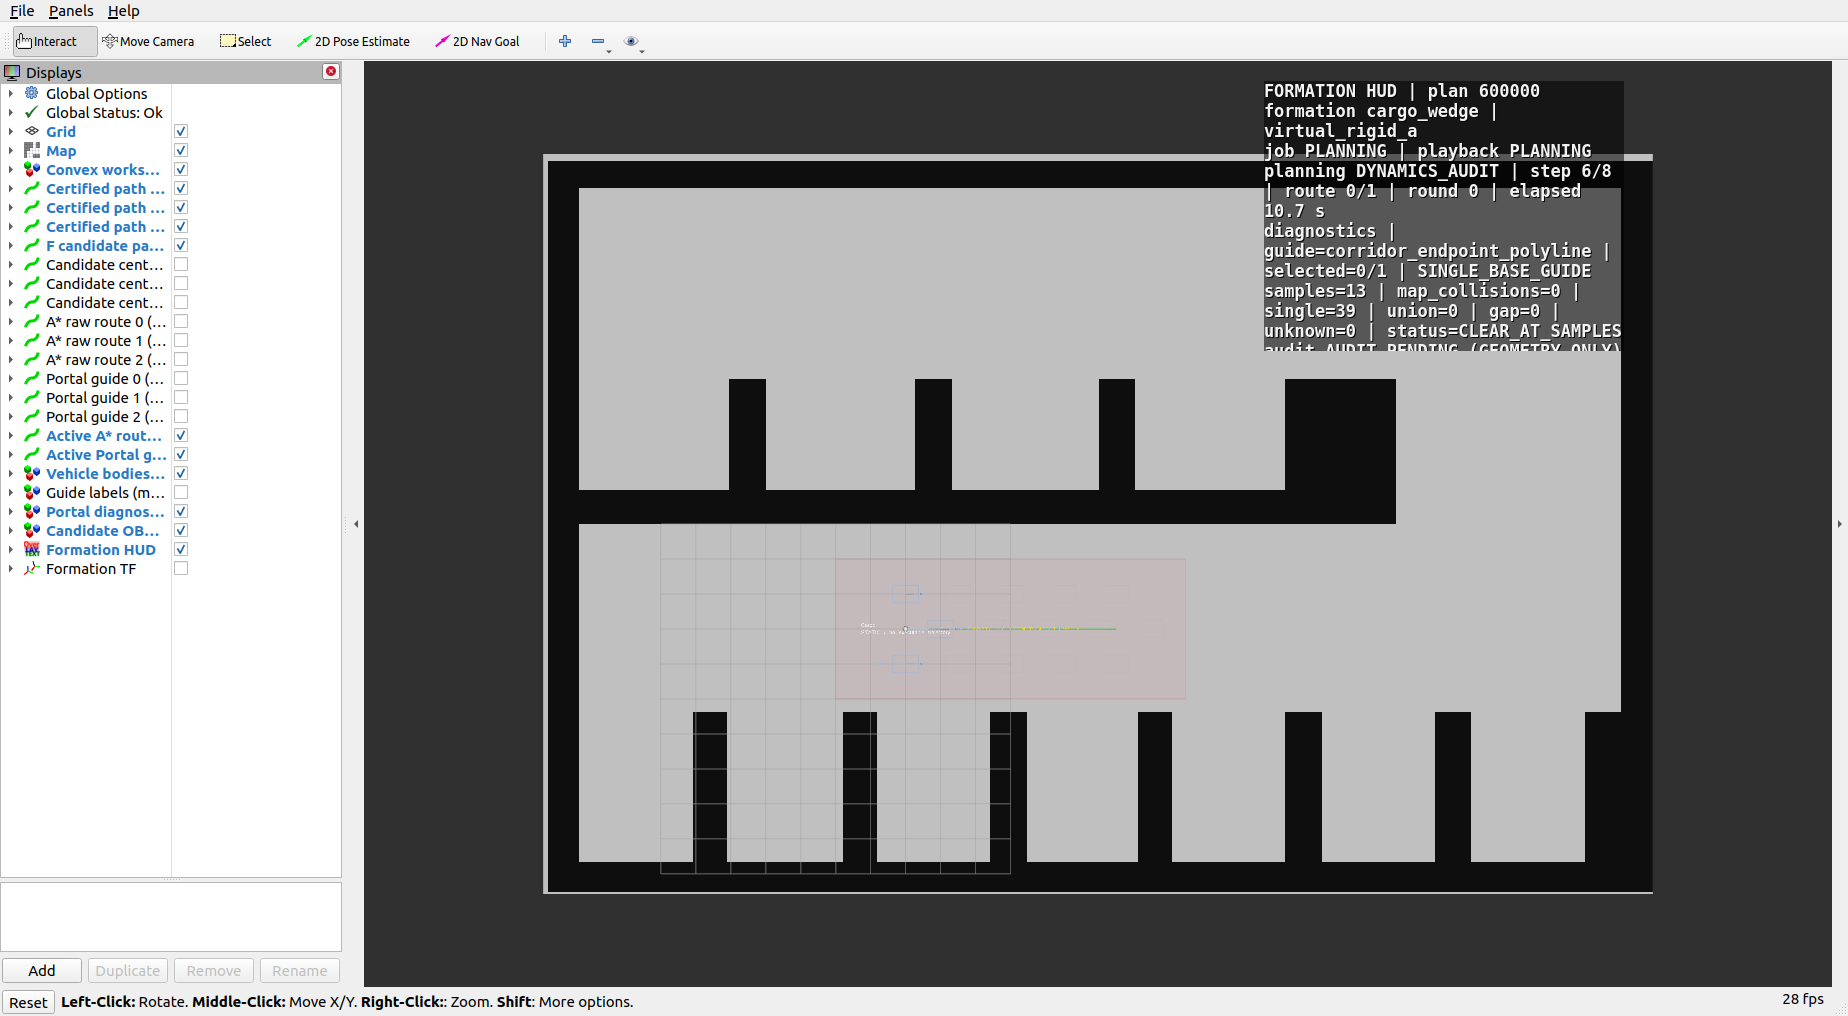 File Panels Help
Interact Move Camera Select 2D Pose Estimate 2D Nav Goal
Displays
Global Options
Global Status: Ok
Grid
Map
Convex works...
Certified path ...
Certified path ...
Certified path ...
F candidate pa...
Candidate cent...
Candidate cent...
Candidate cent...
A* raw route 0 (...
A* raw route 1 (...
A* raw route 2 (...
Portal guide 0 (...
Portal guide 1 (...
Portal guide 2 (...
Active A* rout...
Active Portal g...
Vehicle bodies...
Guide labels (m...
Portal diagnos...
Candidate OB...
Formation HUD
Formation TF
FORMATION HUD | plan 600000
formation cargo_wedge |
virtual_rigid_a
job PLANNING | playback PLANNING
planning DYNAMICS_AUDIT | step 6/8
| route 0/1 | round 0 | elapsed
10.7 s
diagnostics |
guide=corridor_endpoint_polyline |
selected=0/1 | SINGLE_BASE_GUIDE
samples=13 | map_collisions=0 |
single=39 | union=0 | gap=0 |
unknown=0 | status=CLEAR_AT_SAMPLES
audit AUDIT_PENDING (GEOMETRY_ONLY)
Cargo
Add Duplicate Remove Rename
Reset Left-Click: Rotate. Middle-Click: Move X/Y. Right-Click:: Zoom. Shift: More options.
28 fps